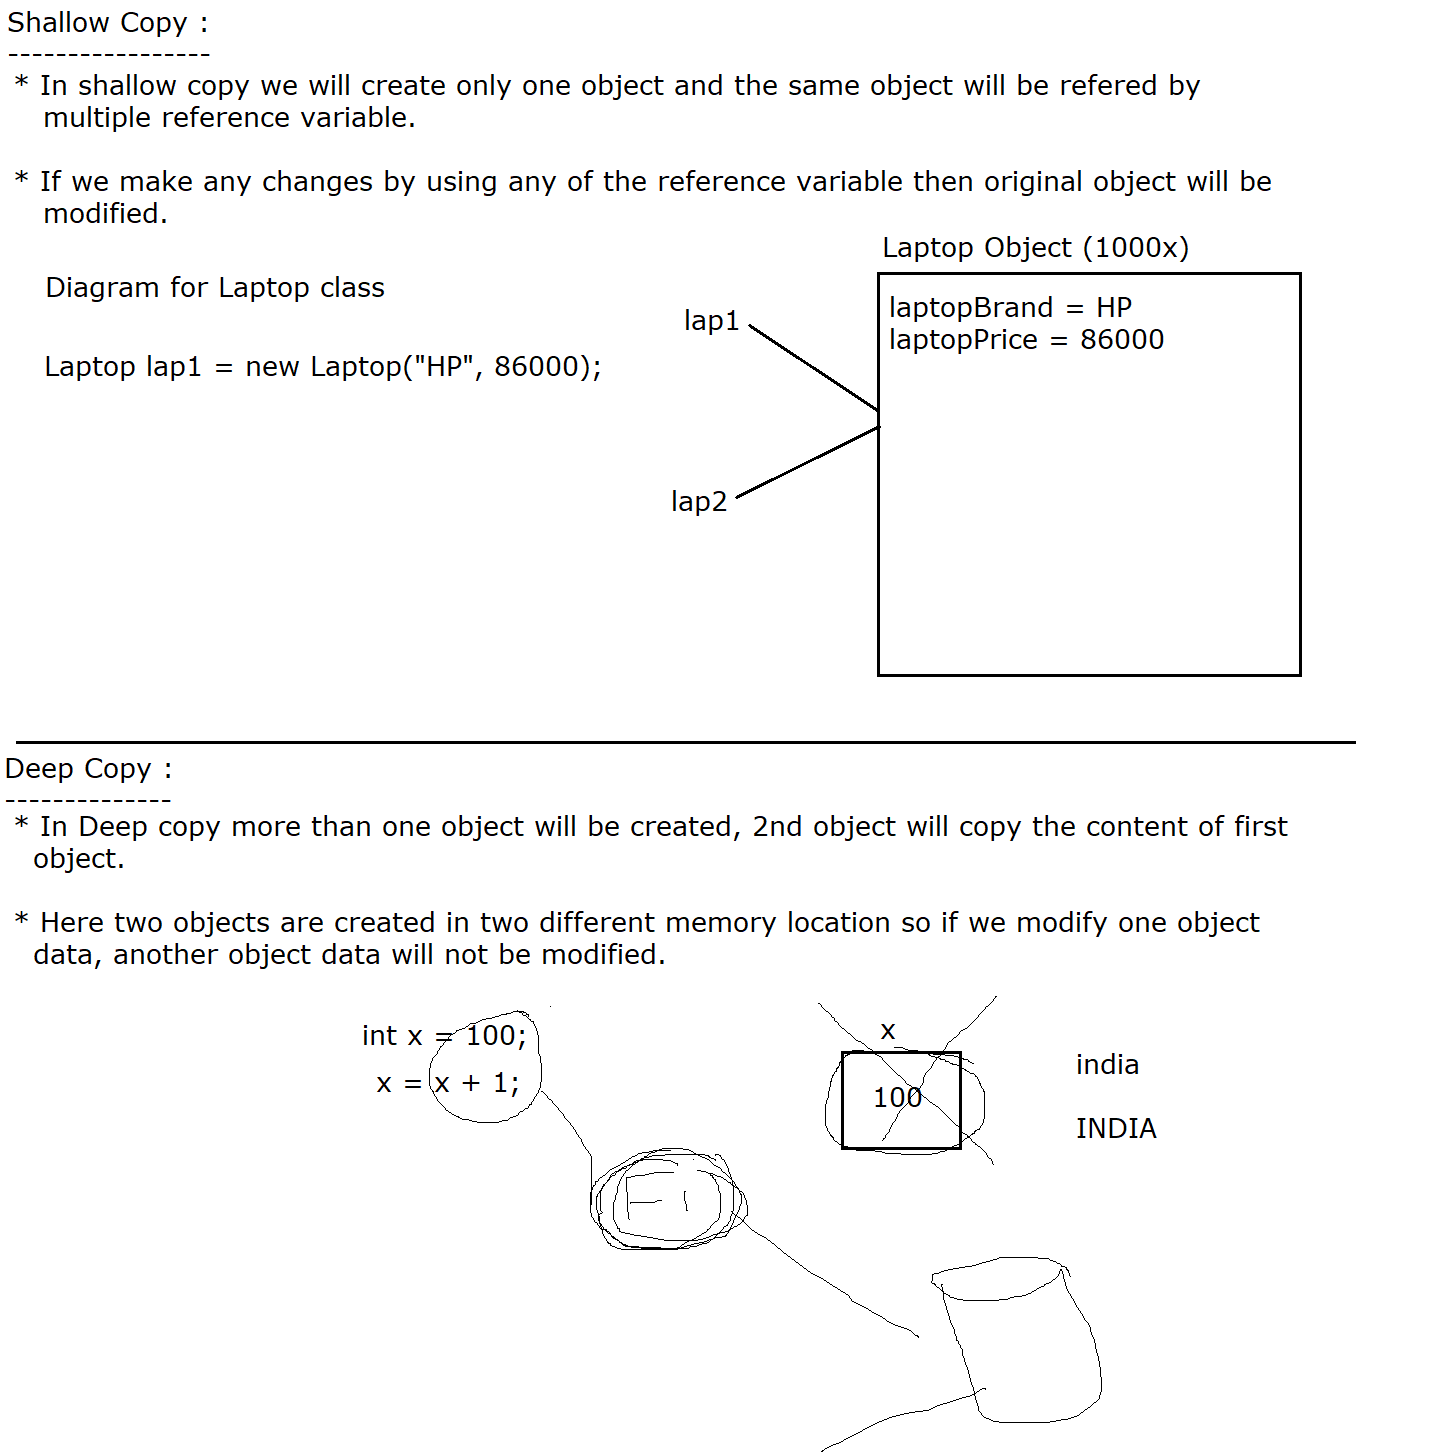 Shallow Copy :
-----------------
* In shallow copy we will create only one object and the same object will be refered by
multiple reference variable.
* If we make any changes by using any of the reference variable then original object will be
modified.
Laptop Object (1000x)
Diagram for Laptop class
laptopBrand = HP
lap1
laptopPrice = 86000
Laptop lap1 = new Laptop("HP", 86000);
lap2
Deep Copy :
--------------
* In Deep copy more than one object will be created, 2nd object will copy the content of first
object.
* Here two objects are created in two different memory location so if we modify one object
data, another object data will not be modified.
int x = 100;
x = x + 1;
x
100
india
INDIA